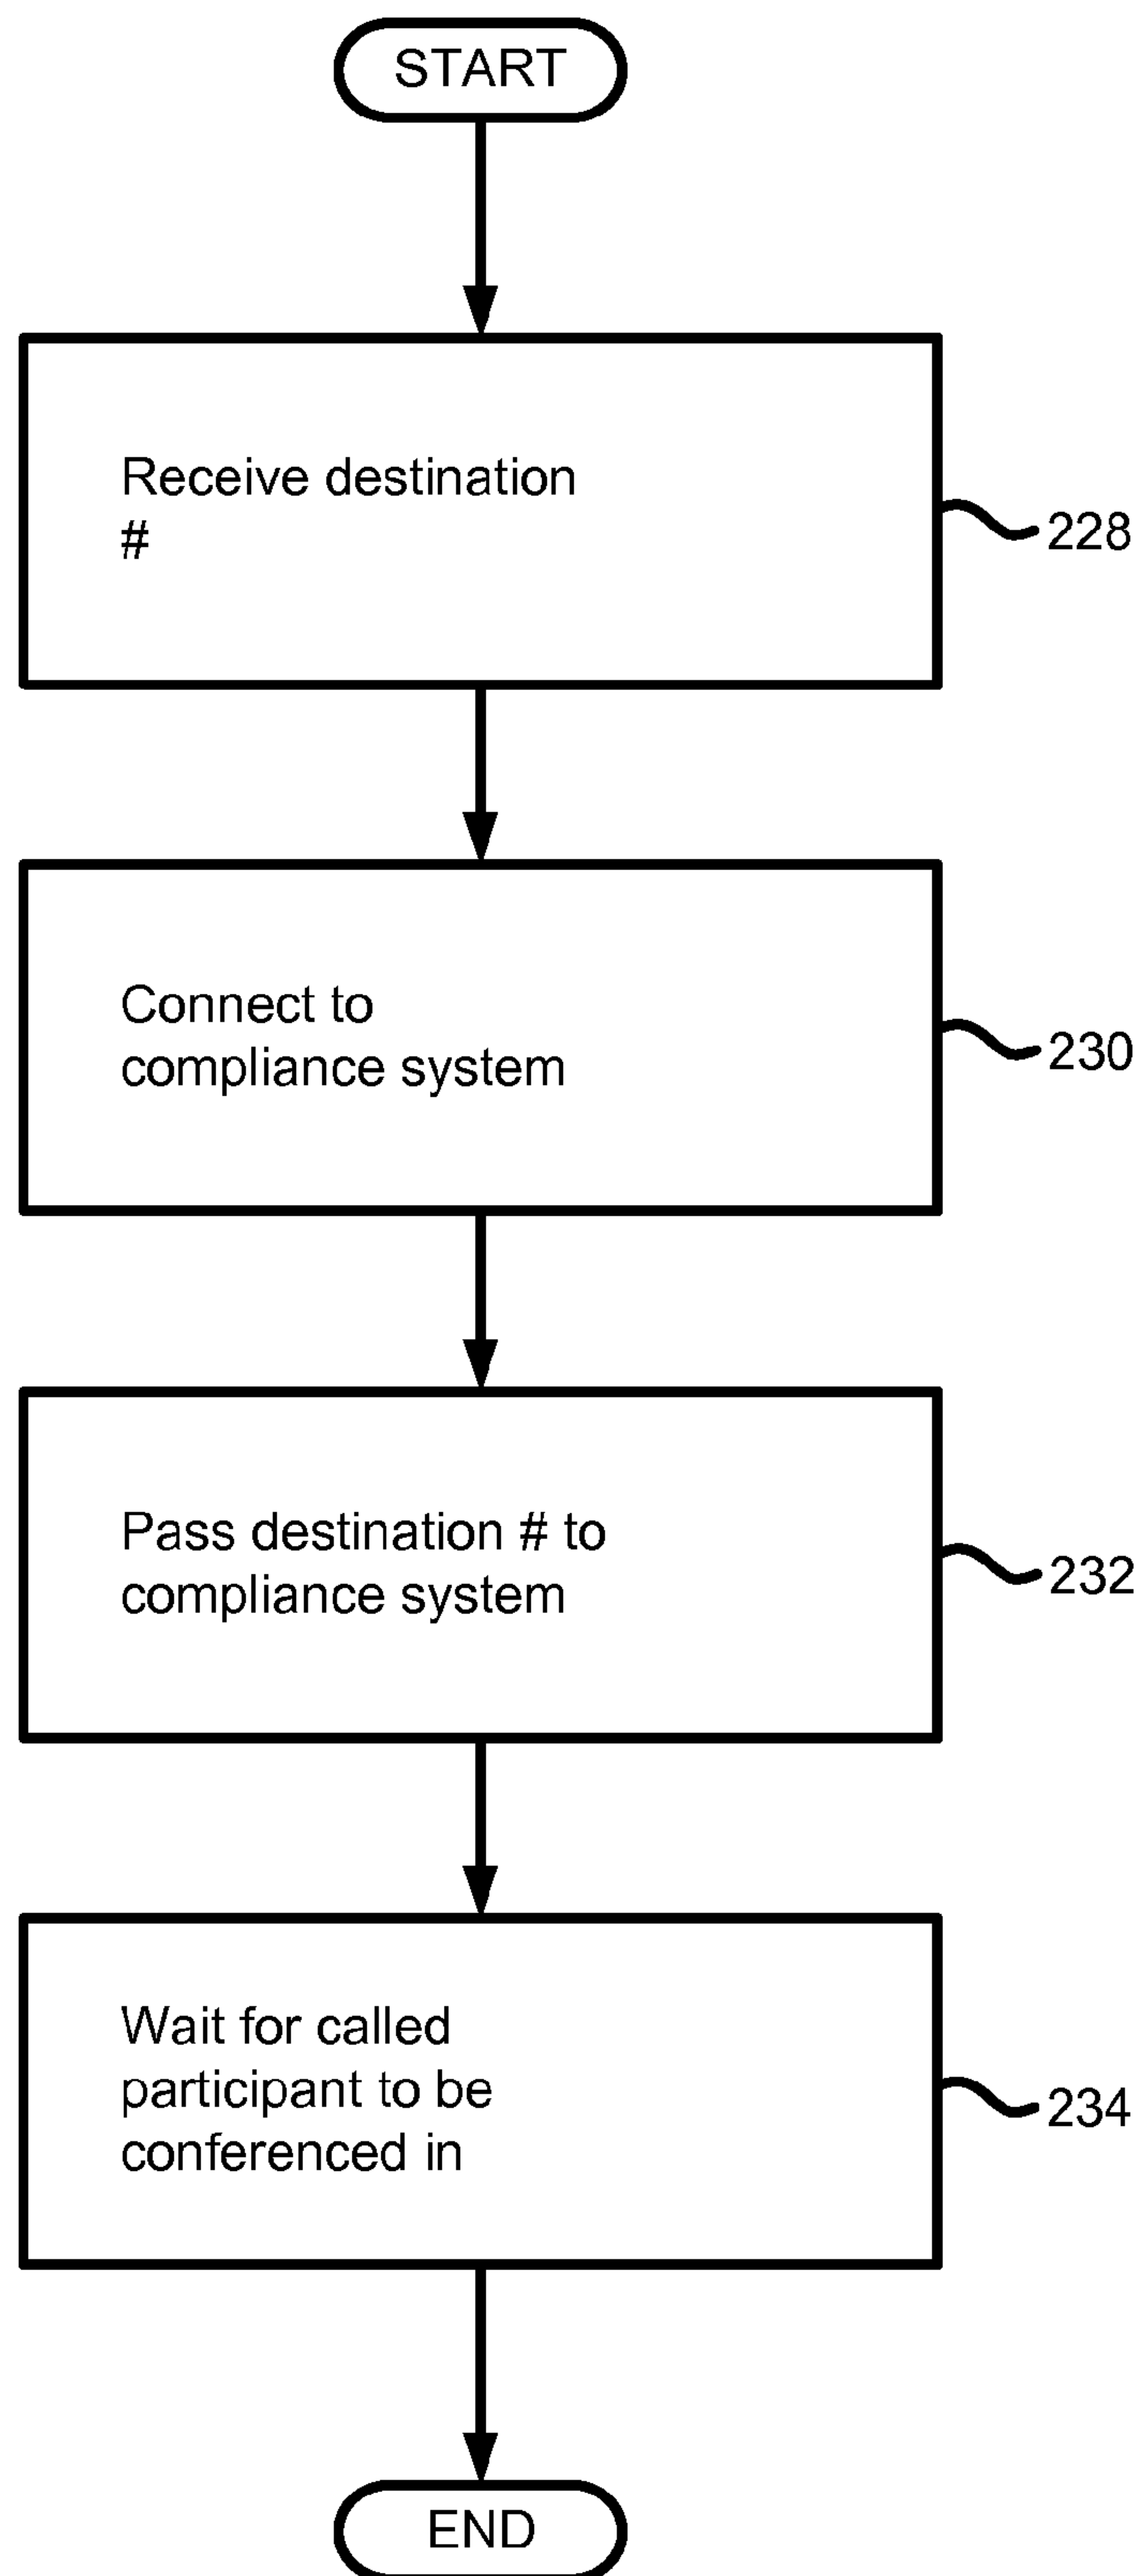 START
Receive destination
#
228
Connect to
compliance system
230
Pass destination # to
compliance system
232
Wait for called
participant to be
conferenced in
234
END